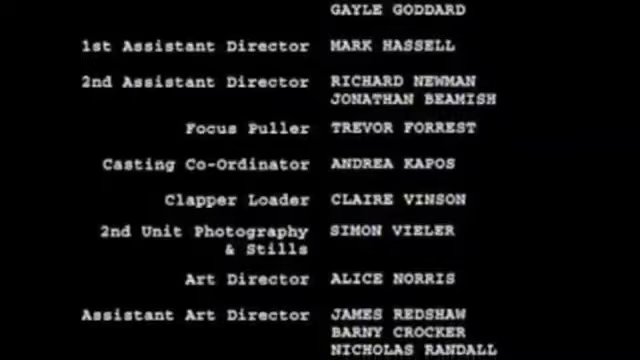 GAYLE GODDARD
1st Assistant Director MARK HASSELL
2nd Assistant Director RICHARD NEWMAN
JONATHAN BEAMISH
Focus Puller TREVOR FORREST
Casting Co-Ordinator ANDREA KAPOS
Clapper Loader CLAIRE VINSON
2nd Unit Photography SIMON VIELER
& Stills
Art Director ALICE NORRIS
Assistant Art Director JAMES REDSHAW
BARNY CROCKER
NICHOLAS RANDALL